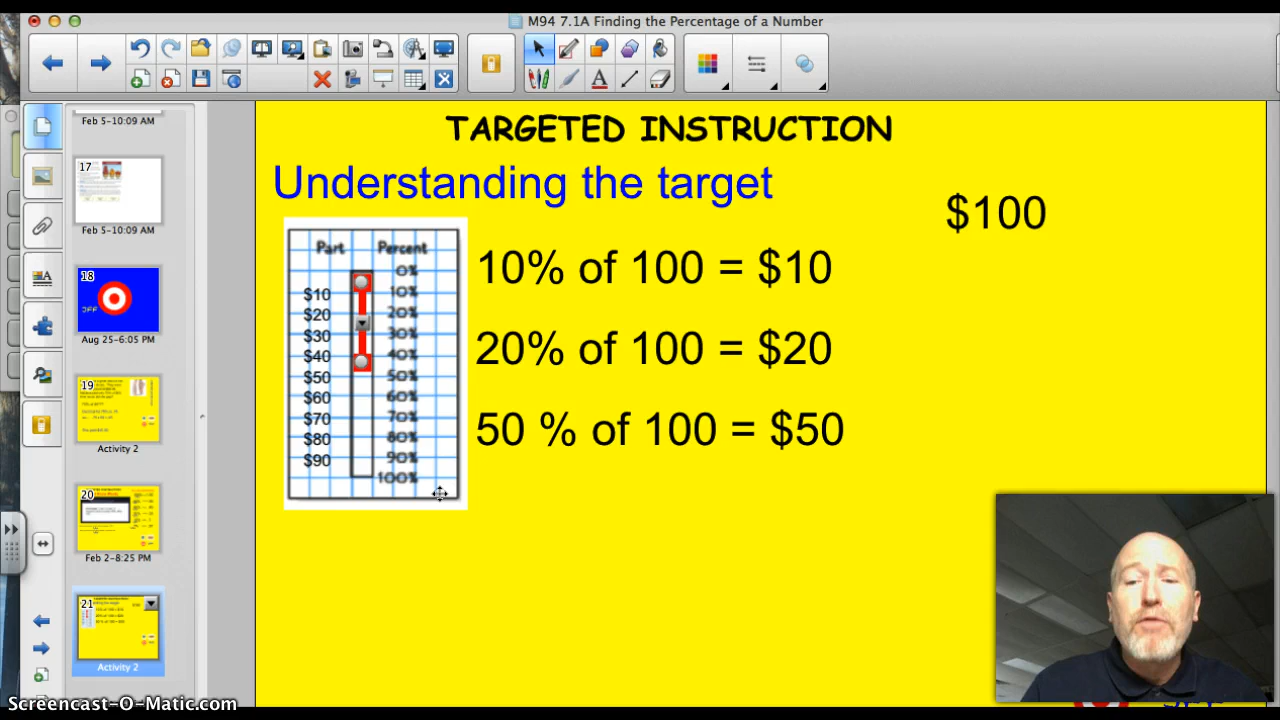 M94 7.1A Finding the Percentage of a Number
Feb 5-10:09 AM
17
Feb 5-10:09 AM
18
Aug 25-6:05 PM
19
Activity 2
20
Feb 2-8:25 PM
21
Activity 2
TARGETED INSTRUCTION
Understanding the target
$100
Part Percent
0%
$10 10%
$20 20%
$30 30%
$40 40%
$50 50%
$60 60%
$70 70%
$80 80%
$90 90%
100%
10% of 100 = $10
20% of 100 = $20
50 % of 100 = $50
Screencast-O-Matic.com